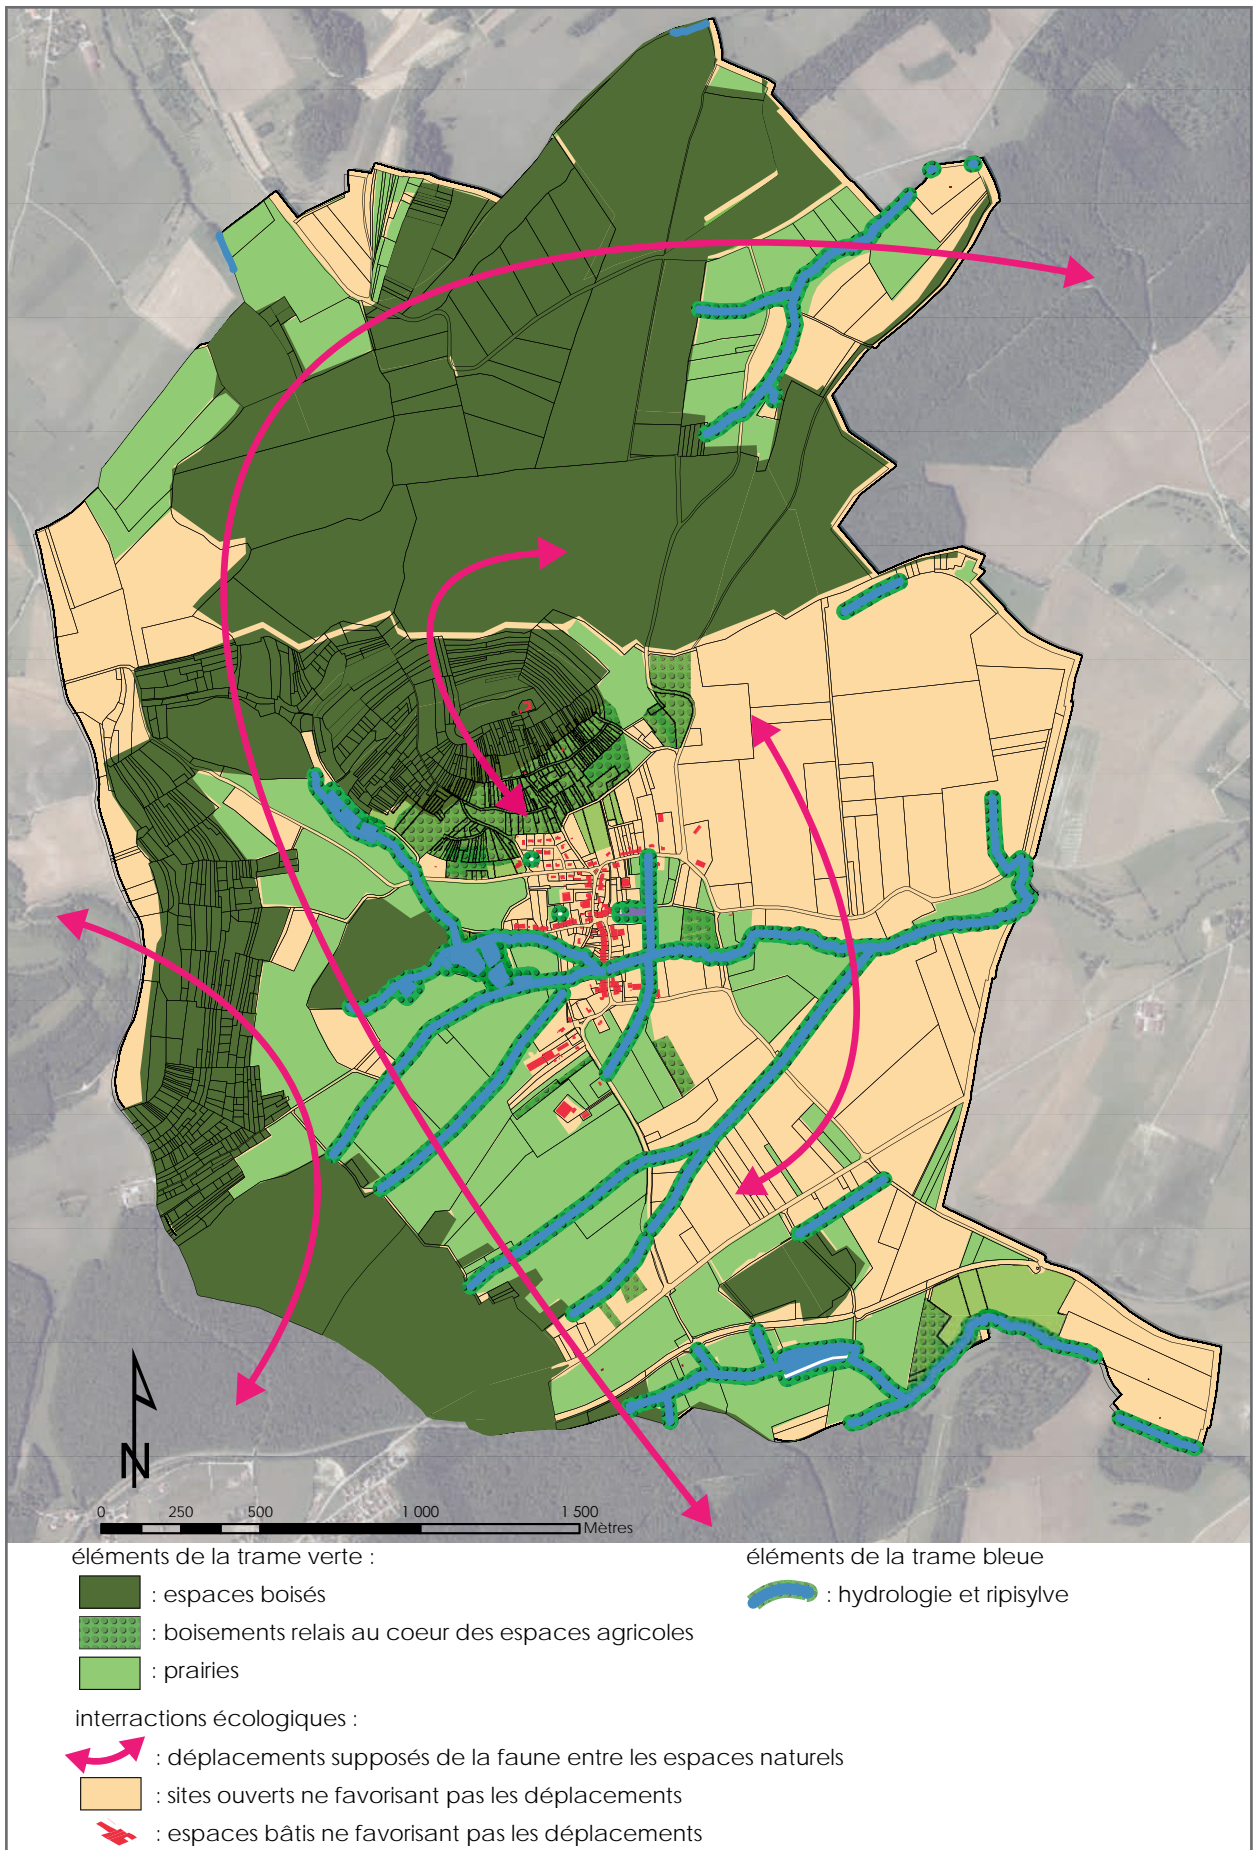 N
0 250 500 1 000 1 500
Mètres
éléments de la trame verte :
: espaces boisés
: boisements relais au coeur des espaces agricoles
: prairies
éléments de la trame bleue
: hydrologie et ripisylve
interractions écologiques :
: déplacements supposés de la faune entre les espaces naturels
: sites ouverts ne favorisant pas les déplacements
: espaces bâtis ne favorisant pas les déplacements